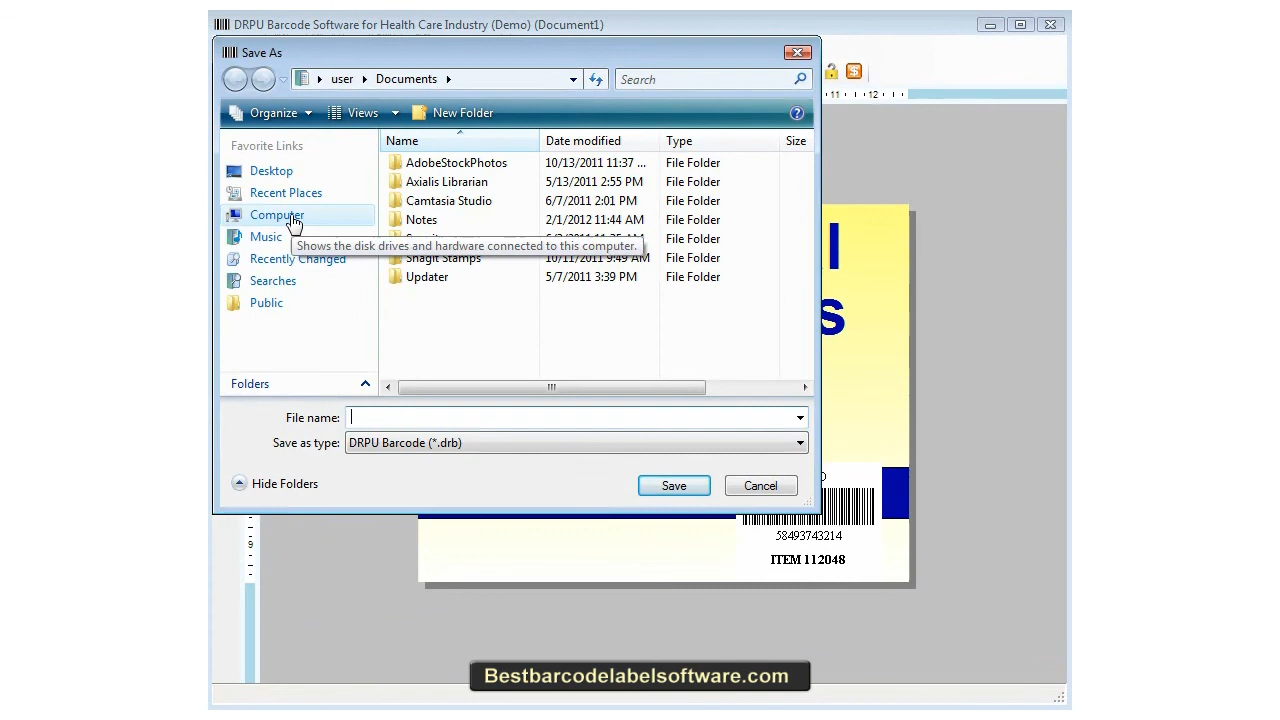 DRPU Barcode Software for Health Care Industry (Demo) (Document1)
Save As
user Documents
Search
Organize Views New Folder
Favorite Links
Desktop
Recent Places
Computer
Music
Recently Changed
Searches
Public
Folders
Name Date modified Type Size
AdobeStockPhotos 10/13/2011 11:37 ... File Folder
Axialis Librarian 5/13/2011 2:55 PM File Folder
Camtasia Studio 6/7/2011 2:01 PM File Folder
Notes 2/1/2012 11:44 AM File Folder
File Folder
Shows the disk drives and hardware connected to this computer.
SnagIt Stamps 10/11/2011 9:49 AM File Folder
Updater 5/7/2011 3:39 PM File Folder
File name:
Save as type: DRPU Barcode (*.drb)
Hide Folders
Save Cancel
11 12
9
58493743214
ITEM 112048
Bestbarcodelabelsoftware.com